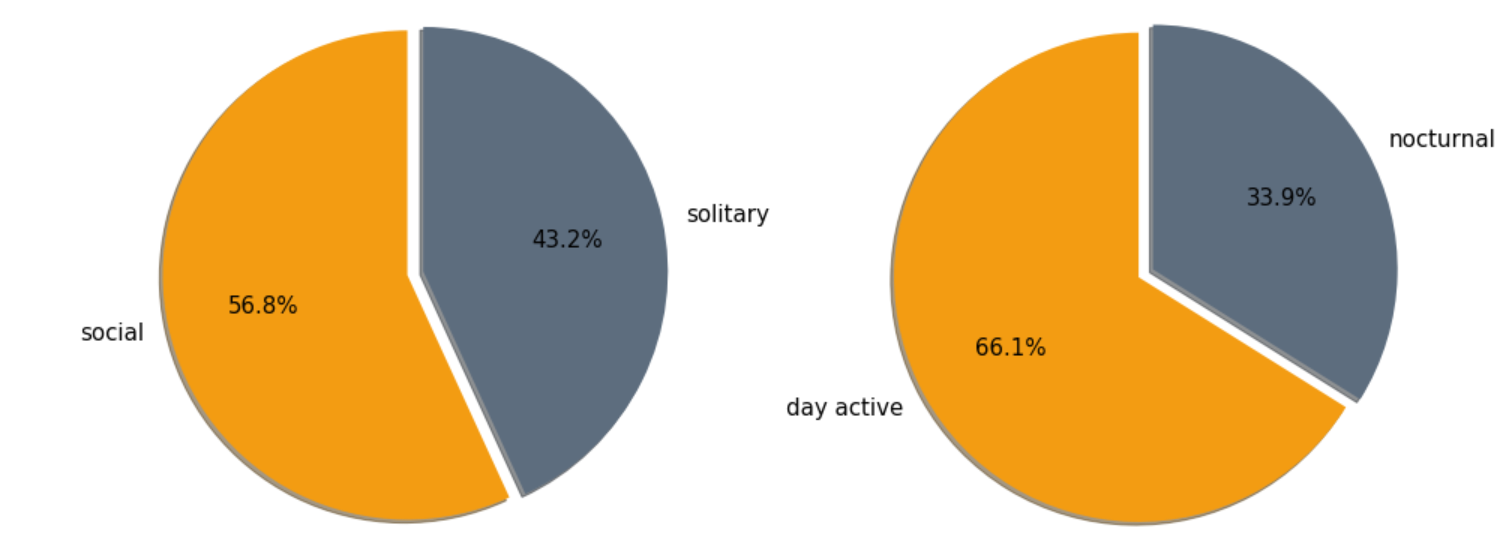 solitary
43.2%
56.8%
social
nocturnal
33.9%
66.1%
day active